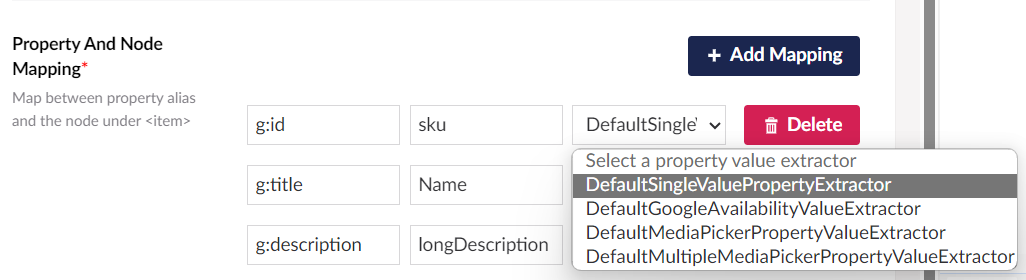 Property And Node
Mapping*
Map between property alias
and the node under <item>
+ Add Mapping
g:id
sku
DefaultSingleV
Delete
Select a property value extractor
DefaultSingleValuePropertyExtractor
DefaultGoogleAvailabilityValueExtractor
DefaultMediaPickerPropertyValueExtractor
DefaultMultipleMediaPickerPropertyValueExtractor
g:title
Name
g:description
longDescription